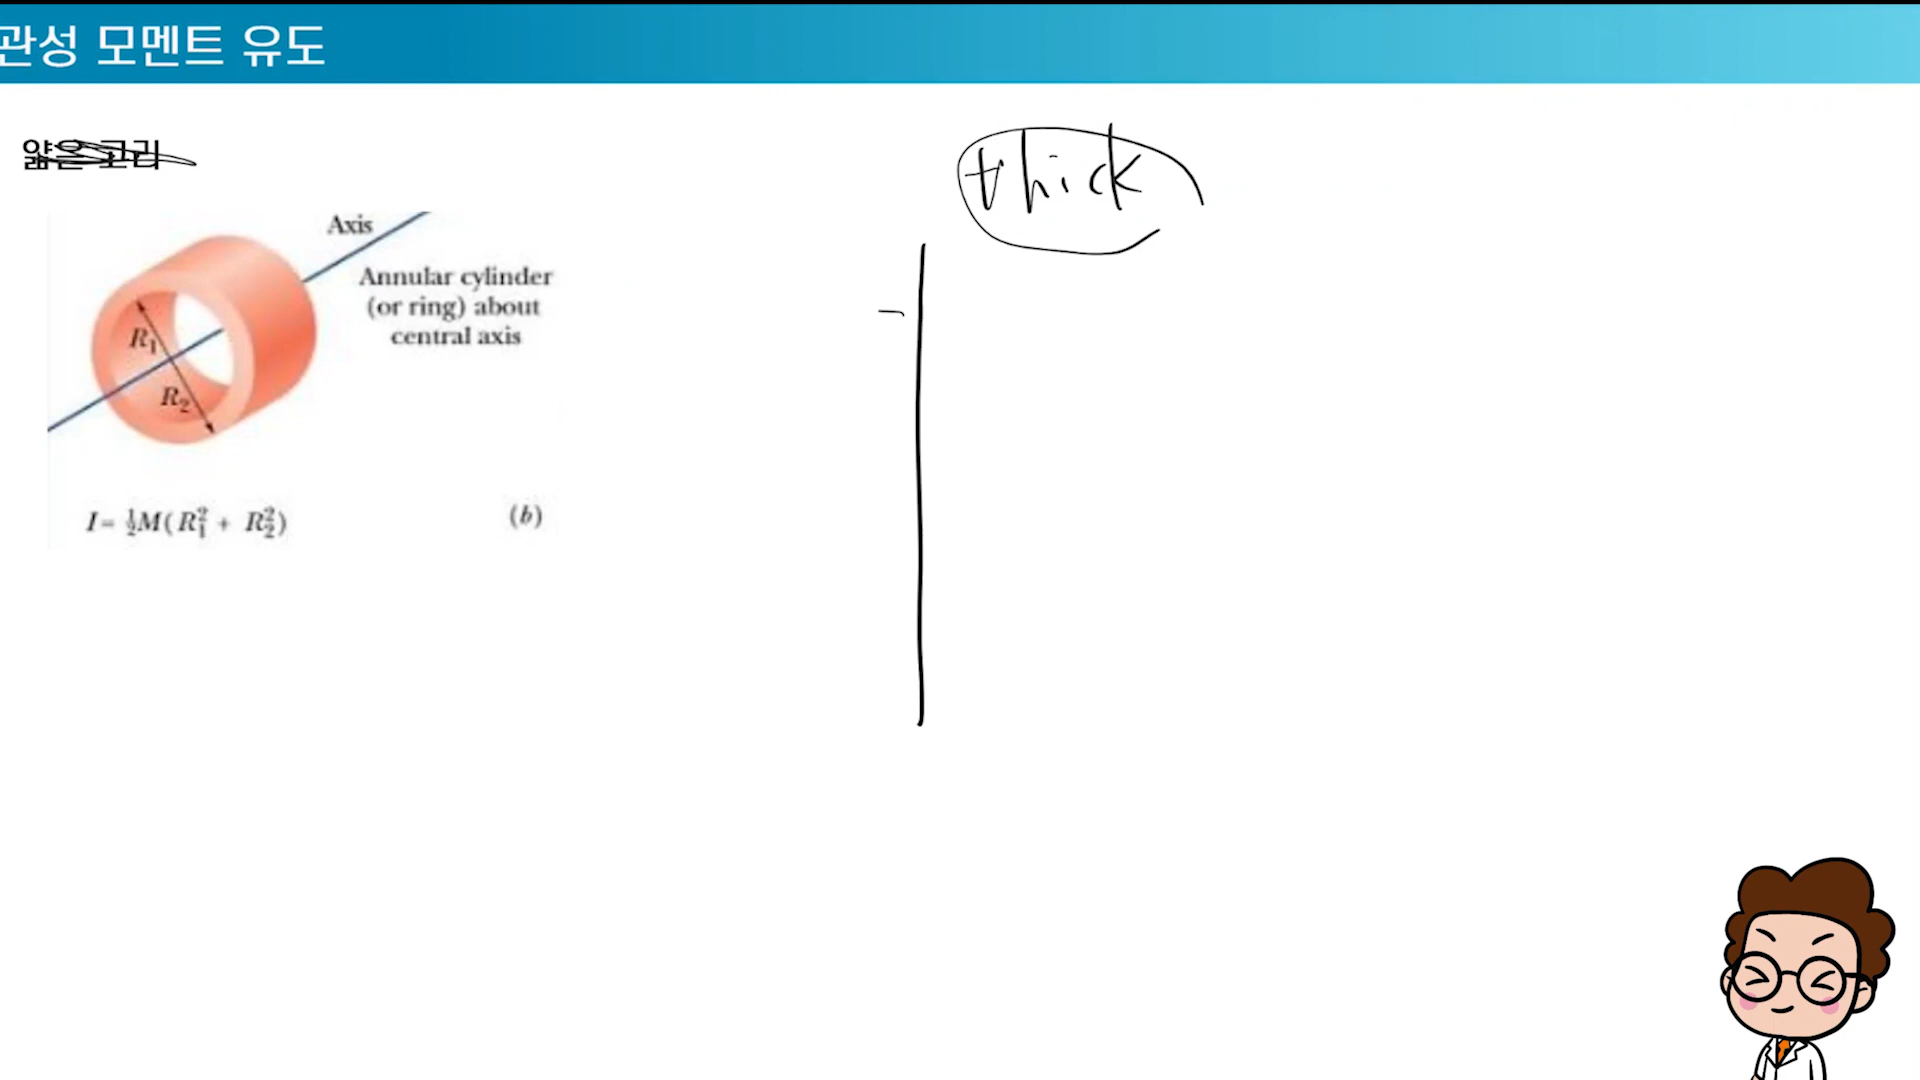 관성 모멘트 유도
얇은 고리
thick
Axis
Annular cylinder
(or ring) about
central axis
R₁
R₂
I = ½M(R₁² + R₂²)
(b)